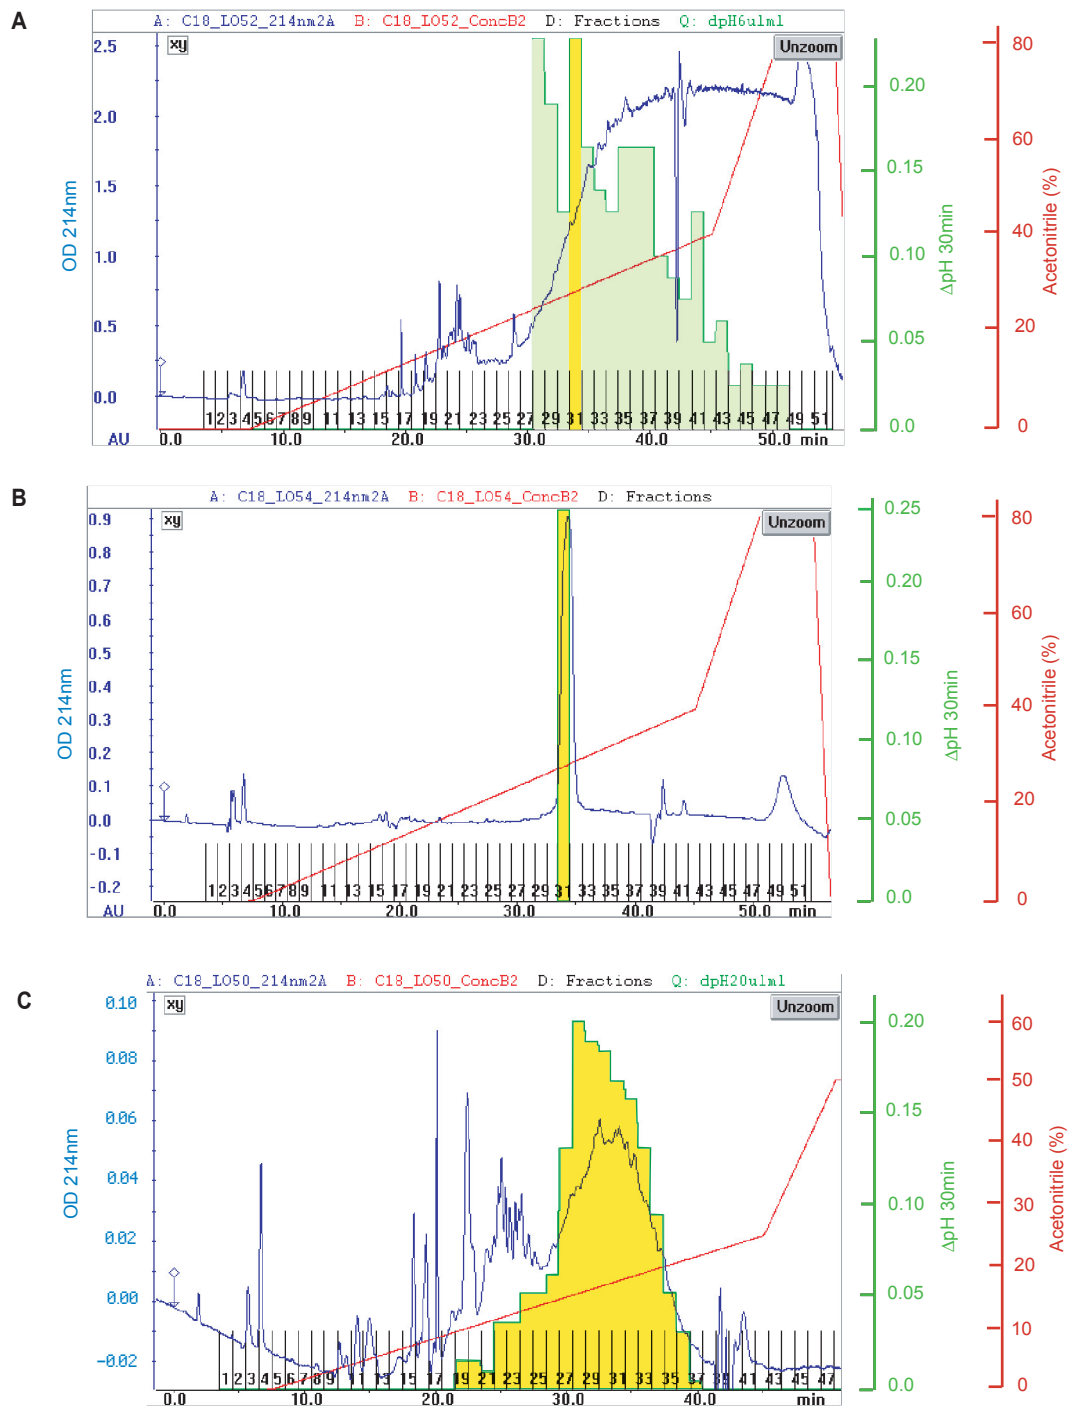 A
A: C18_LO52_214nm2A B: C18_LO52_ConcB2 D: Fractions Q: dpH6ulml
xy
Unzoom
2.5
2.0
1.5
1.0
0.5
0.0
AU
OD 214nm
1 2 3 4 5 6 7 8 9 11 13 15 17 19 21 23 25 27 29 31 33 35 37 39 41 43 45 47 49 51
0.0 10.0 20.0 30.0 40.0 50.0 min
0.20
0.15
0.10
0.05
0.0
ΔpH 30min
80
60
40
20
0
Acetonitrile (%)
B
A: C18_LO54_214nm2A B: C18_LO54_ConcB2 D: Fractions
xy
Unzoom
0.9
0.8
0.7
0.6
0.5
0.4
0.3
0.2
0.1
0.0
-0.1
-0.2
AU
OD 214nm
1 2 3 4 5 6 7 8 9 11 13 15 17 19 21 23 25 27 29 31 33 35 37 39 41 43 45 47 49 51
0.0 10.0 20.0 30.0 40.0 50.0 min
0.25
0.20
0.15
0.10
0.05
0.0
ΔpH 30min
80
60
40
20
0
Acetonitrile (%)
C
A: C18_LO50_214nm2A B: C18_LO50_ConcB2 D: Fractions Q: dpH20ulml
xy
Unzoom
0.10
0.08
0.06
0.04
0.02
0.00
-0.02
OD 214nm
1 2 3 4 5 6 7 8 9 11 13 15 17 19 21 23 25 27 29 31 33 35 37 39 41 43 45 47
0.0 10.0 20.0 30.0 40.0 min
0.20
0.15
0.10
0.05
0.0
ΔpH 30min
60
50
40
30
20
10
0
Acetonitrile (%)